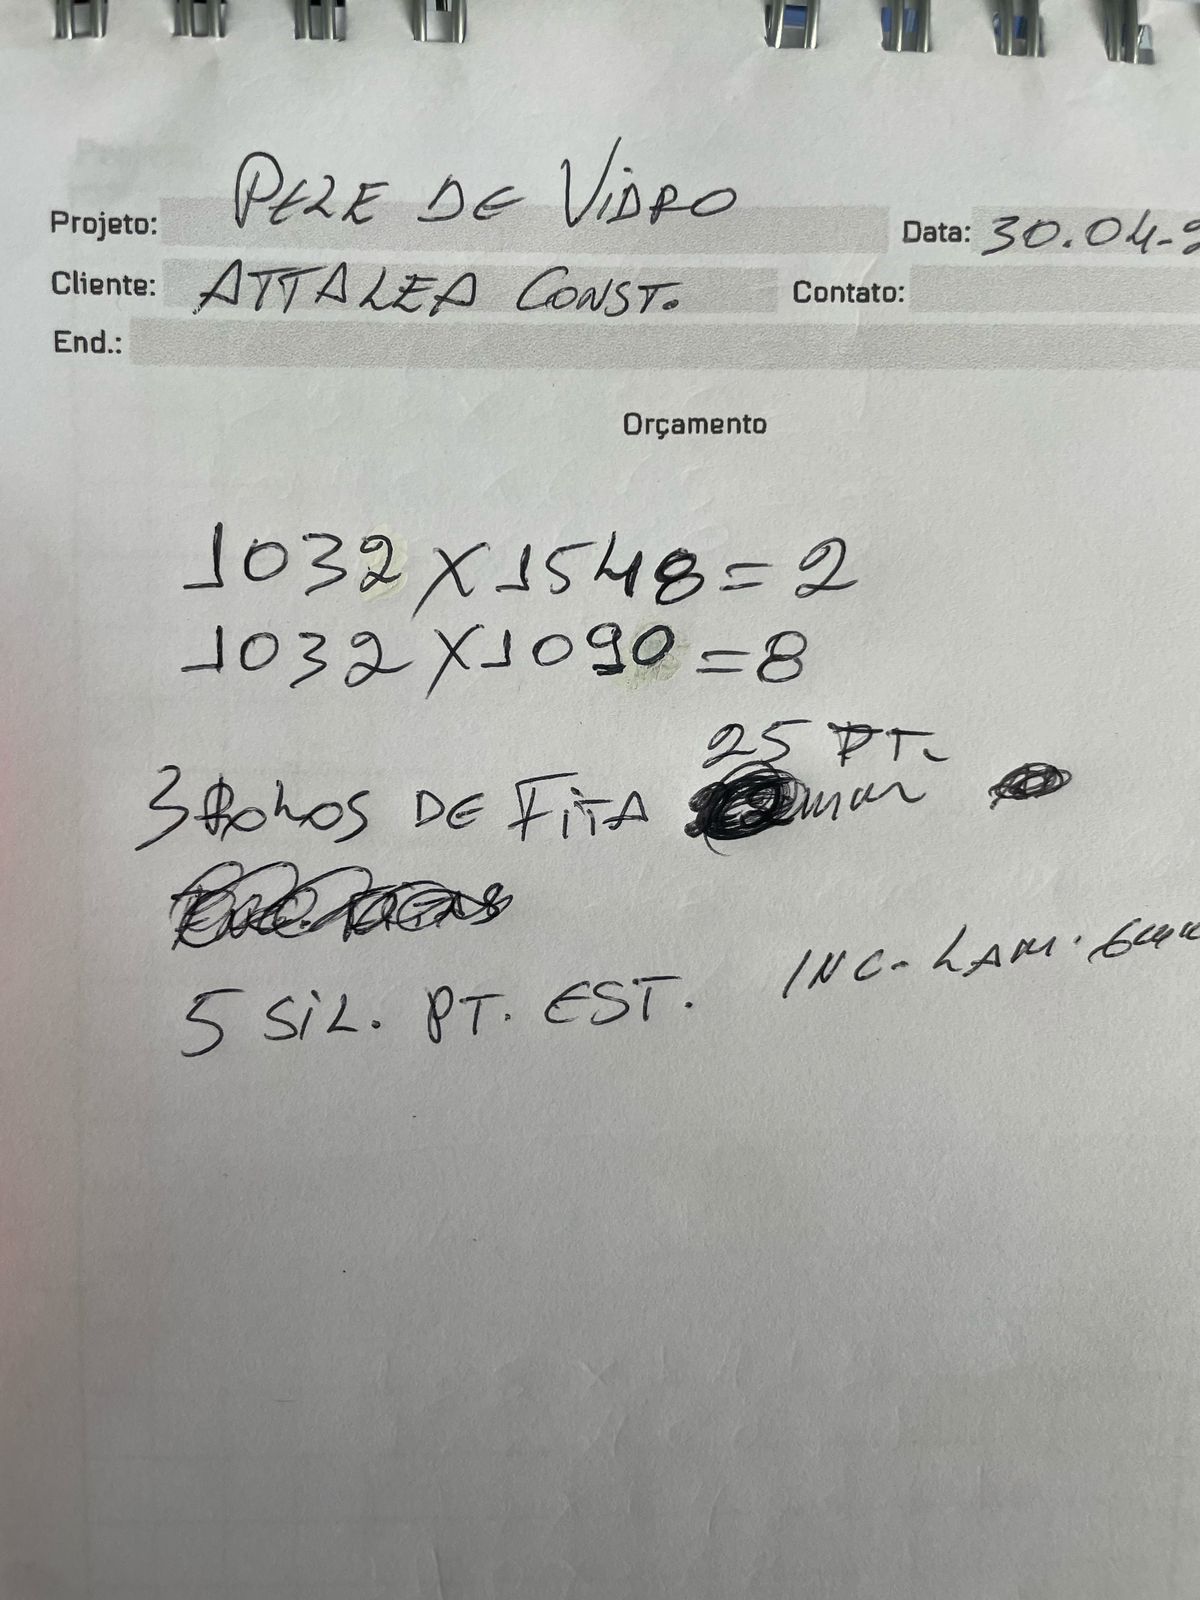 Projeto: PELE DE VIDRO Data: 30.04-2
Cliente: ATTALEA CONST. Contato:
End.:
Orçamento
1032 X 1548 = 2
1032 X 1090 = 8
25 PT.
3 ROLOS DE FITA
5 SIL. PT. EST. INC. LAM. 6mm